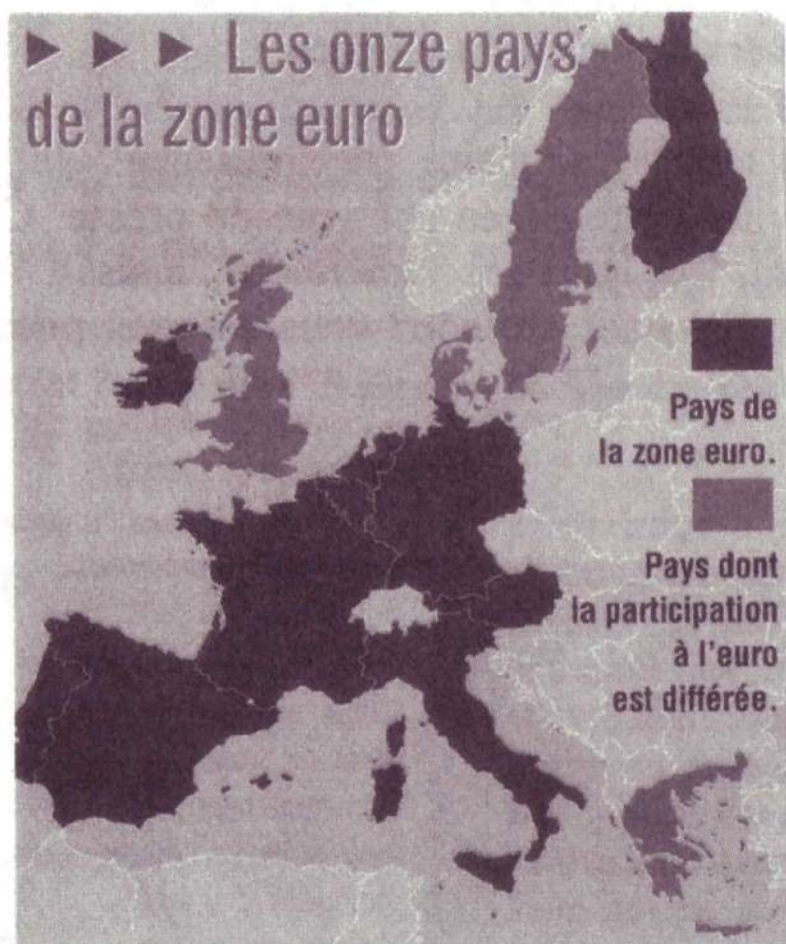 ▶ ▶ ▶ Les onze pays
de la zone euro
Pays de
la zone euro.
Pays dont
la participation
à l'euro
est différée.